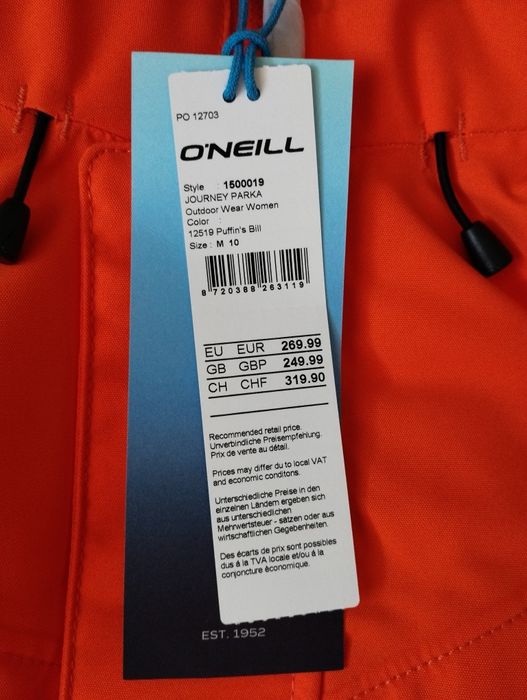 PO 12703
O'NEILL
Style : 1500019
JOURNEY PARKA
Outdoor Wear Women
Color :
12519 Puffin's Bill
Size : M 10
8 720388 263119
EU EUR 269.99
GB GBP 249.99
CH CHF 319.90
Recommended retail price.
Unverbindliche Preisempfehlung.
Prix de vente au détail.
Prices may differ du to local VAT
and economic conditons.
Unterschiedliche Preise in den
einzelnen Ländern ergeben sich
aus unterschiedlichen
Mehrwertsteuer - sätzen oder aus
wirtschaftlichen Gegebenheiten.
Des écarts de prix sont possibles
dus à la TVA locale et/ou à la
conjoncture économique.
EST. 1952